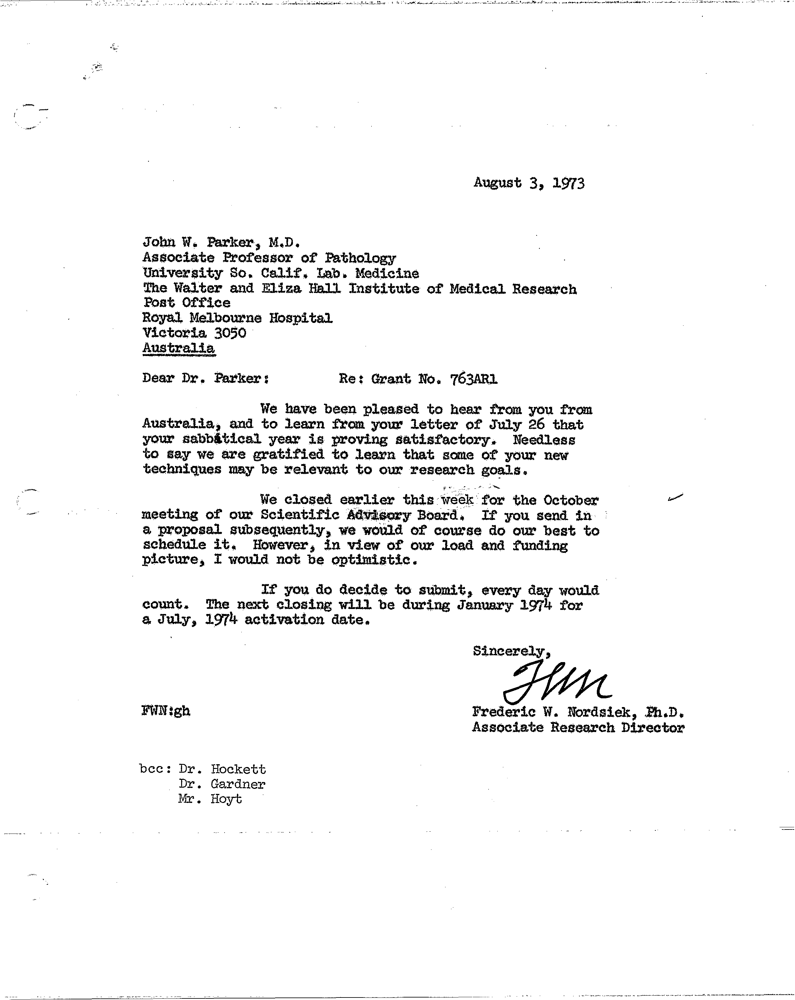 August 3, 1973
John W. Parker, M.D.
Associate Professor of Pathology
University So. Calif. Lab. Medicine
The Walter and Eliza Hall Institute of Medical Research
Post Office
Royal Melbourne Hospital
Victoria 3050
Australia
Dear Dr. Parker: Re: Grant No. 763AR1
We have been pleased to hear from you from
Australia, and to learn from your letter of July 26 that
your sabbatical year is proving satisfactory. Needless
to say we are gratified to learn that some of your new
techniques may be relevant to our research goals.
We closed earlier this week for the October
meeting of our Scientific Advisory Board. If you send in
a proposal subsequently, we would of course do our best to
schedule it. However, in view of our load and funding
picture, I would not be optimistic.
If you do decide to submit, every day would
count. The next closing will be during January 1974 for
a July, 1974 activation date.
Sincerely,
FWN
FWN:gh
Frederic W. Nordsiek, Ph.D.
Associate Research Director
bcc: Dr. Hockett
Dr. Gardner
Mr. Hoyt